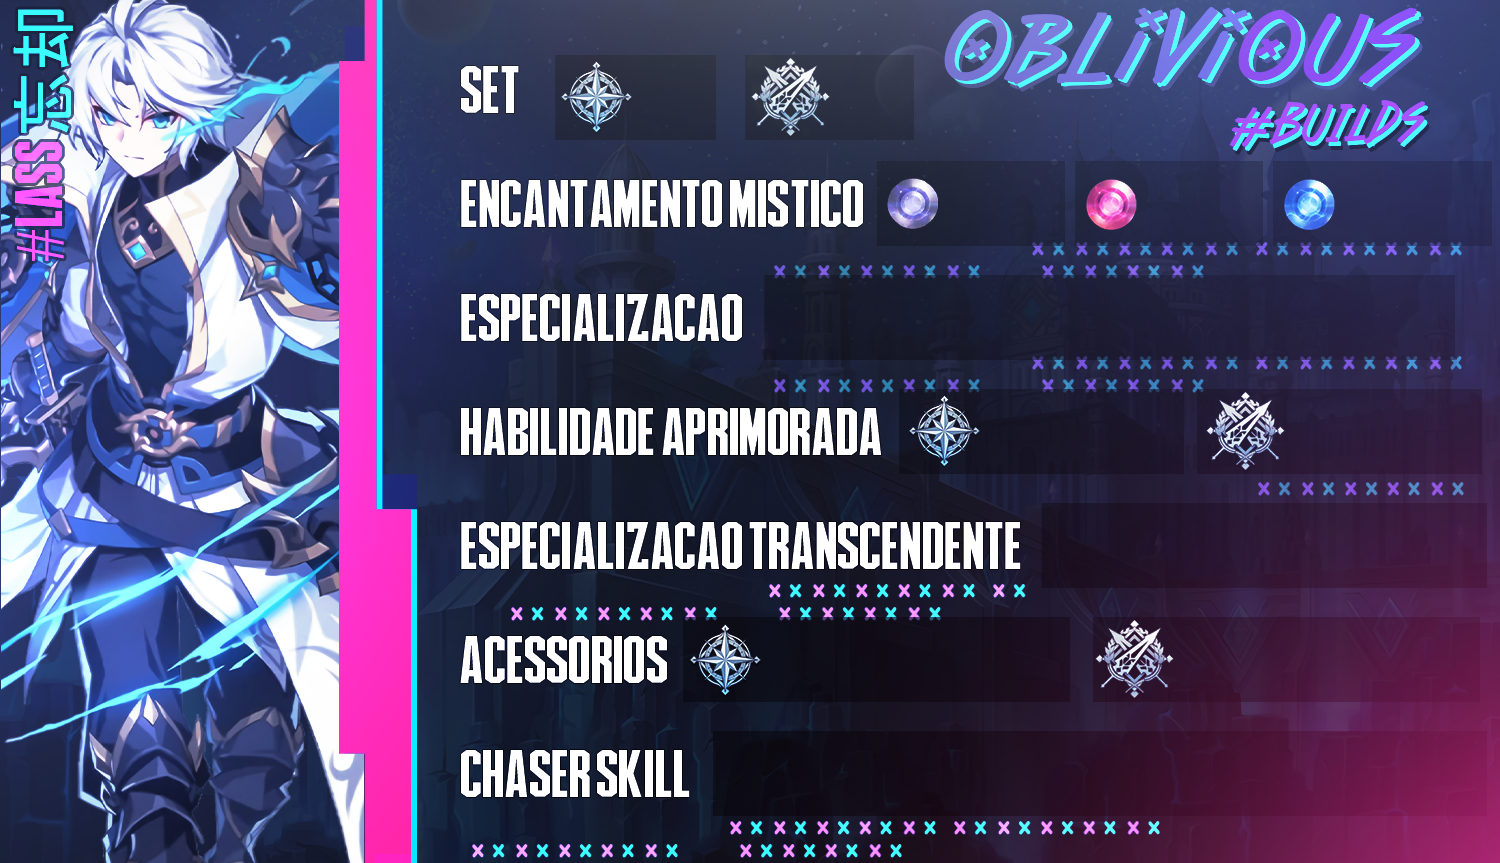 #LASS 忘却
OBLiViOUS
#BUILDS
SET
ENCANTAMENTO MISTICO
ESPECIALIZACAO
HABILIDADE APRIMORADA
ESPECIALIZACAO TRANSCENDENTE
ACESSORIOS
CHASER SKILL